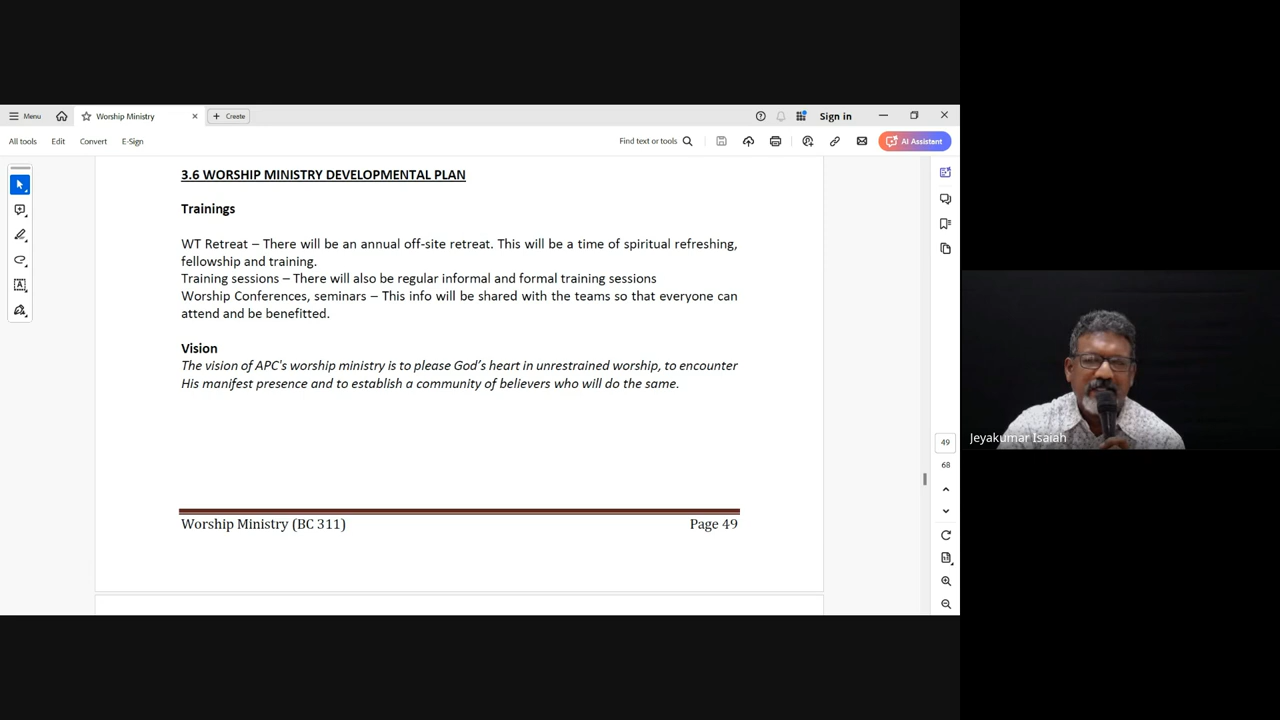 Menu
Worship Ministry
Create
Sign in
All tools
Edit
Convert
E-Sign
Find text or tools
AI Assistant
3.6 WORSHIP MINISTRY DEVELOPMENTAL PLAN
Trainings
WT Retreat – There will be an annual off-site retreat. This will be a time of spiritual refreshing,
fellowship and training.
Training sessions – There will also be regular informal and formal training sessions
Worship Conferences, seminars – This info will be shared with the teams so that everyone can
attend and be benefitted.
Vision
The vision of APC's worship ministry is to please God’s heart in unrestrained worship, to encounter
His manifest presence and to establish a community of believers who will do the same.
Worship Ministry (BC 311)
Page 49
49
68
Jeyakumar Isaiah